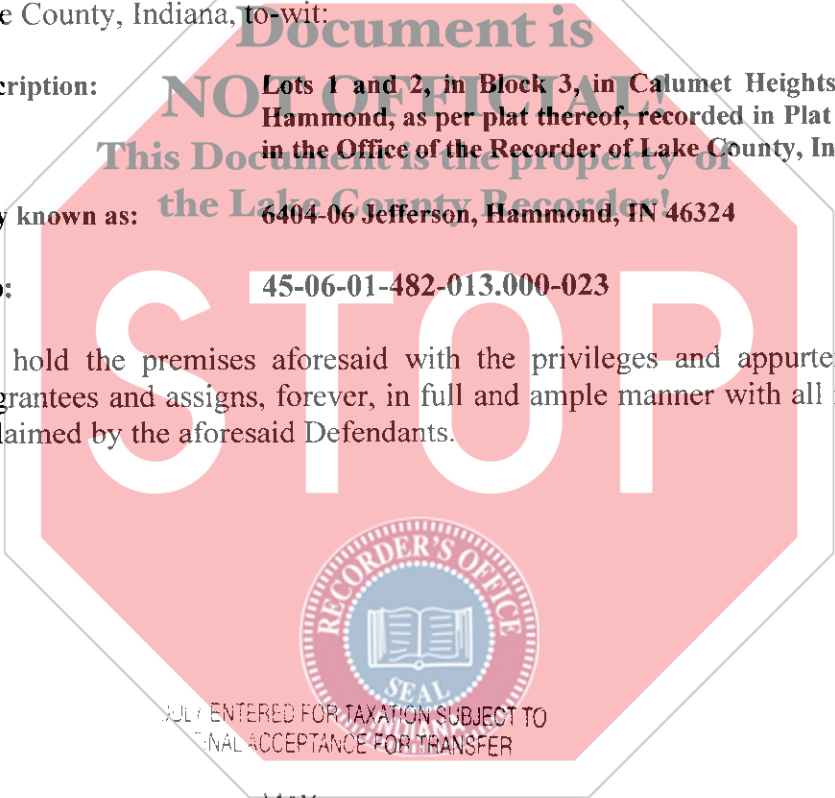 e County, Indiana, to-wit:
Document is
cription: Lots 1 and 2, in Block 3, in Calumet Heights
NOT OFFICIAL!
Hammond, as per plat thereof, recorded in Plat
in the Office of the Recorder of Lake County, In
This Document is the property of
the Lake County Recorder!
y known as: 6404-06 Jefferson, Hammond, IN 46324
: 45-06-01-482-013.000-023
STOP
hold the premises aforesaid with the privileges and appurte
grantees and assigns, forever, in full and ample manner with all
laimed by the aforesaid Defendants.
RECORDER'S OFFICE
SEAL
INDIANA
ENTERED FOR TAXATION SUBJECT TO
NAL ACCEPTANCE FOR TRANSFER